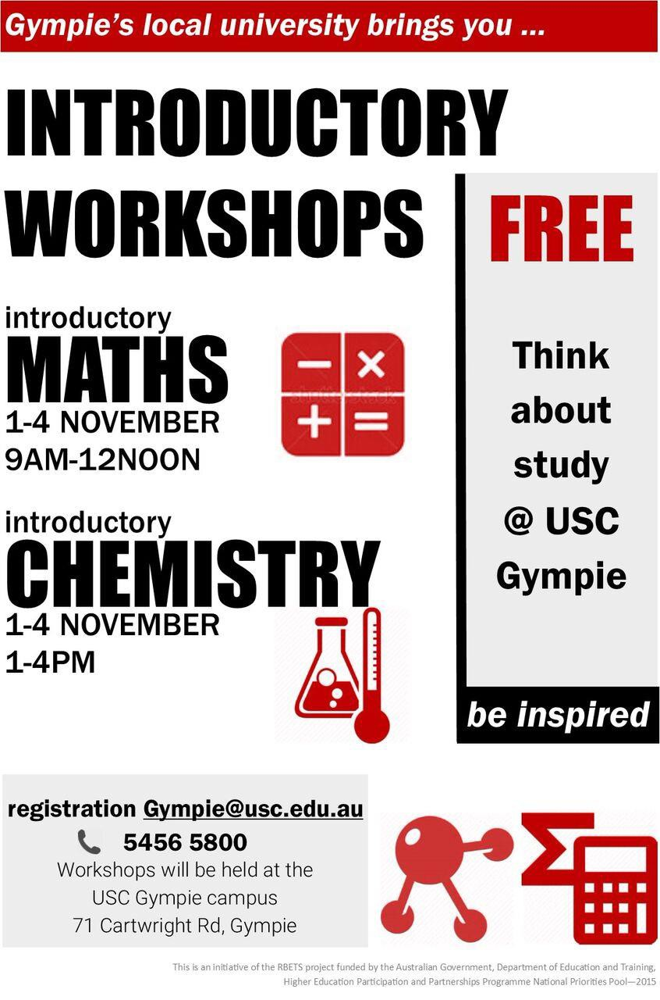 Gympie’s local university brings you ...
INTRODUCTORY
WORKSHOPS
introductory
MATHS
1-4 NOVEMBER
9AM-12NOON
introductory
CHEMISTRY
1-4 NOVEMBER
1-4PM
FREE
Think
about
study
@ USC
Gympie
be inspired
registration Gympie@usc.edu.au
5456 5800
Workshops will be held at the
USC Gympie campus
71 Cartwright Rd, Gympie
This is an initiative of the RBETS project funded by the Australian Government, Department of Education and Training,
Higher Education Participation and Partnerships Programme National Priorities Pool—2015